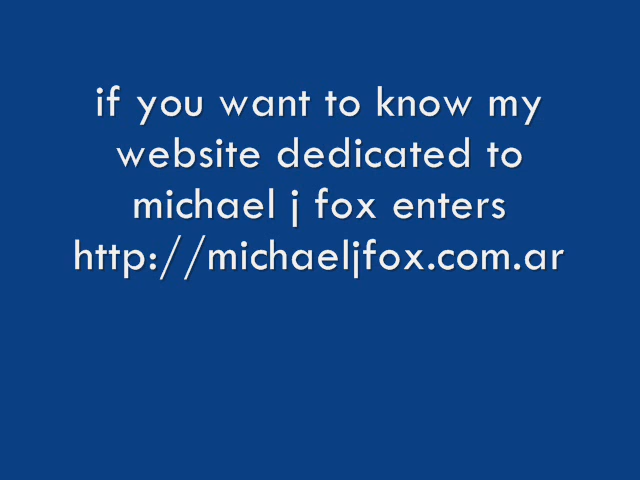 if you want to know my
website dedicated to
michael j fox enters
http://michaeljfox.com.ar